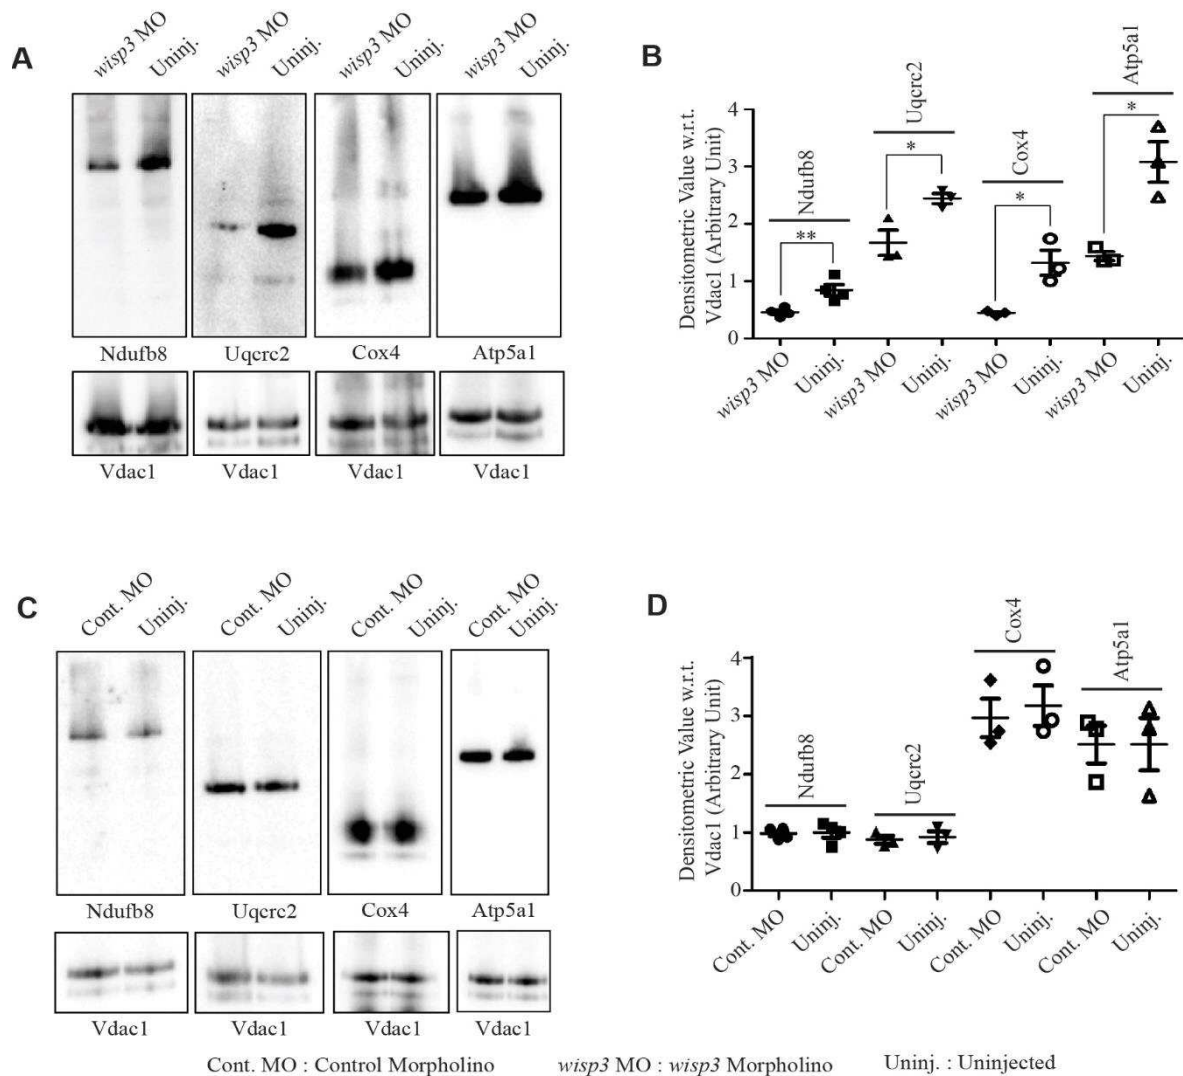 A
wisp3 MO
Uninj.
wisp3 MO
Uninj.
wisp3 MO
Uninj.
wisp3 MO
Uninj.
Ndufb8
Uqcrc2
Cox4
Atp5a1
Vdac1
Vdac1
Vdac1
Vdac1
B
Densitometric Value w.r.t.
Vdac1 (Arbitrary Unit)
4
3
2
1
0
Ndufb8
**
Uqcrc2
*
Cox4
*
Atp5a1
*
wisp3 MO
Uninj.
wisp3 MO
Uninj.
wisp3 MO
Uninj.
wisp3 MO
Uninj.
C
Cont. MO
Uninj.
Cont. MO
Uninj.
Cont. MO
Uninj.
Cont. MO
Uninj.
Ndufb8
Uqcrc2
Cox4
Atp5a1
Vdac1
Vdac1
Vdac1
Vdac1
D
Densitometric Value w.r.t.
Vdac1 (Arbitrary Unit)
4
3
2
1
0
Ndufb8
Uqcrc2
Cox4
Atp5a1
Cont. MO
Uninj.
Cont. MO
Uninj.
Cont. MO
Uninj.
Cont. MO
Uninj.
Cont. MO : Control Morpholino wisp3 MO : wisp3 Morpholino Uninj. : Uninjected